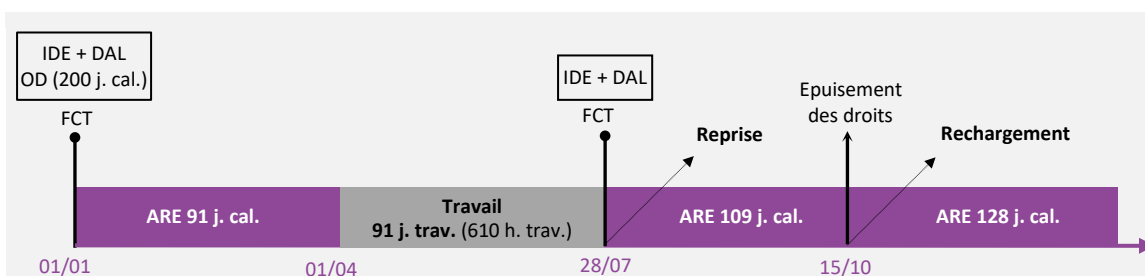 IDE + DAL
OD (200 j. cal.)
FCT
IDE + DAL
FCT
Reprise
Epuisement
des droits
Rechargement
ARE 91 j. cal.
Travail
91 j. trav. (610 h. trav.)
ARE 109 j. cal.
ARE 128 j. cal.
01/01
01/04
28/07
15/10